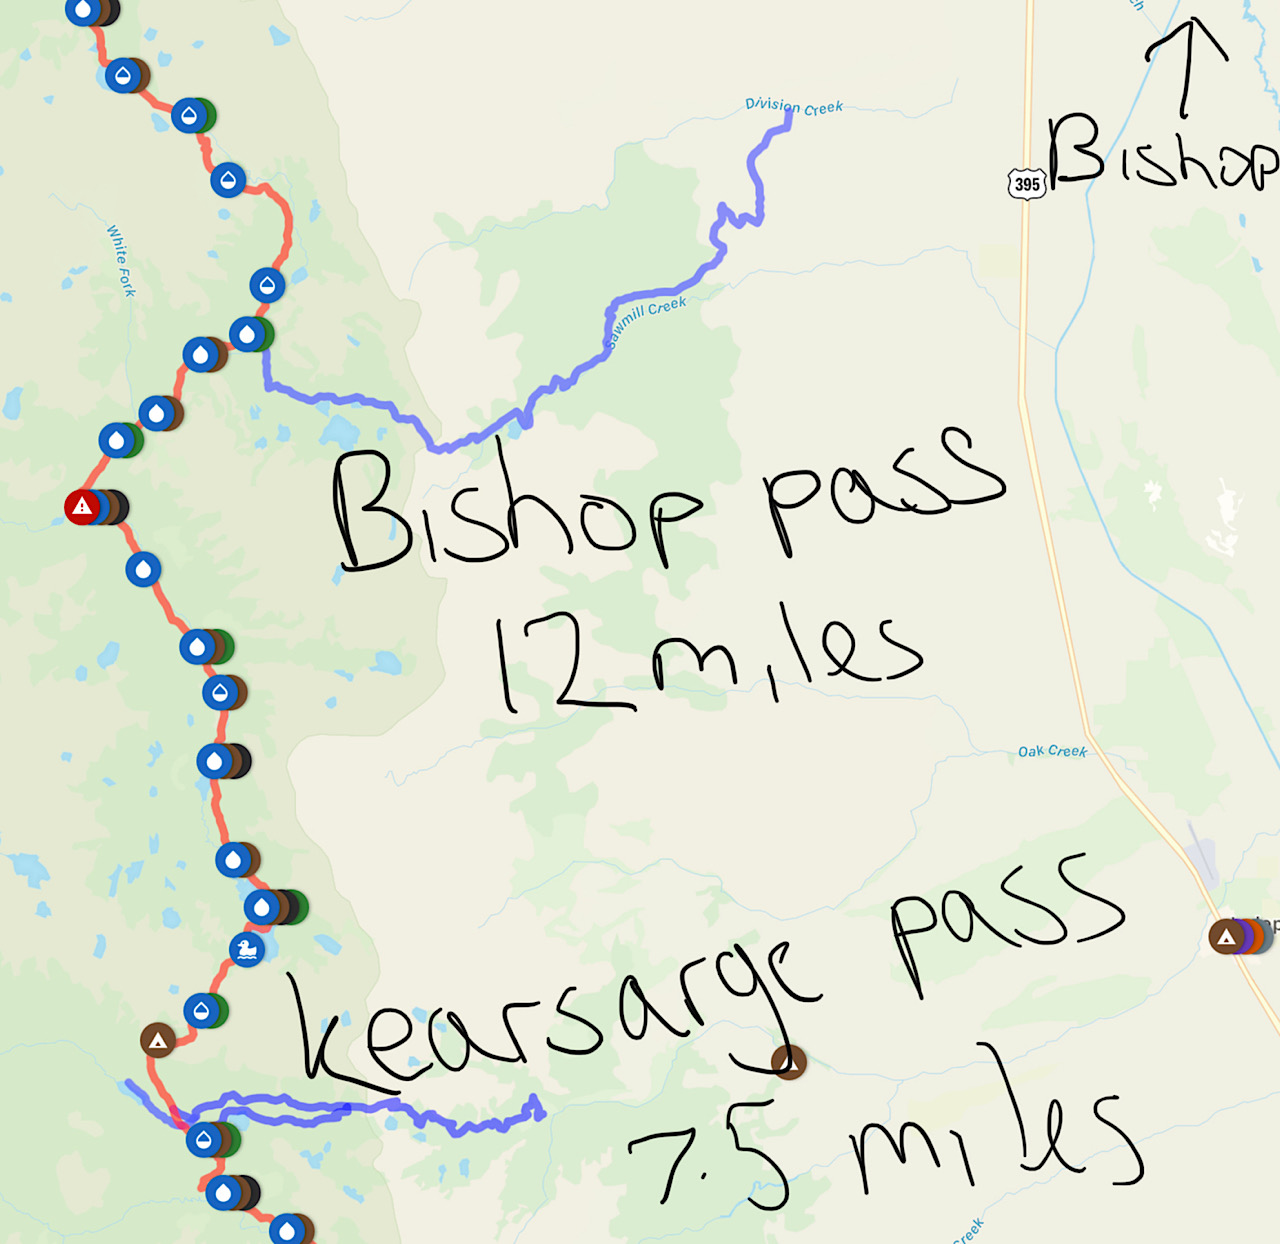 Division Creek
Bishop
395
White Fork
Sawmill Creek
Bishop pass
12 miles
Oak Creek
kearsarge pass
7.5 miles
Creek